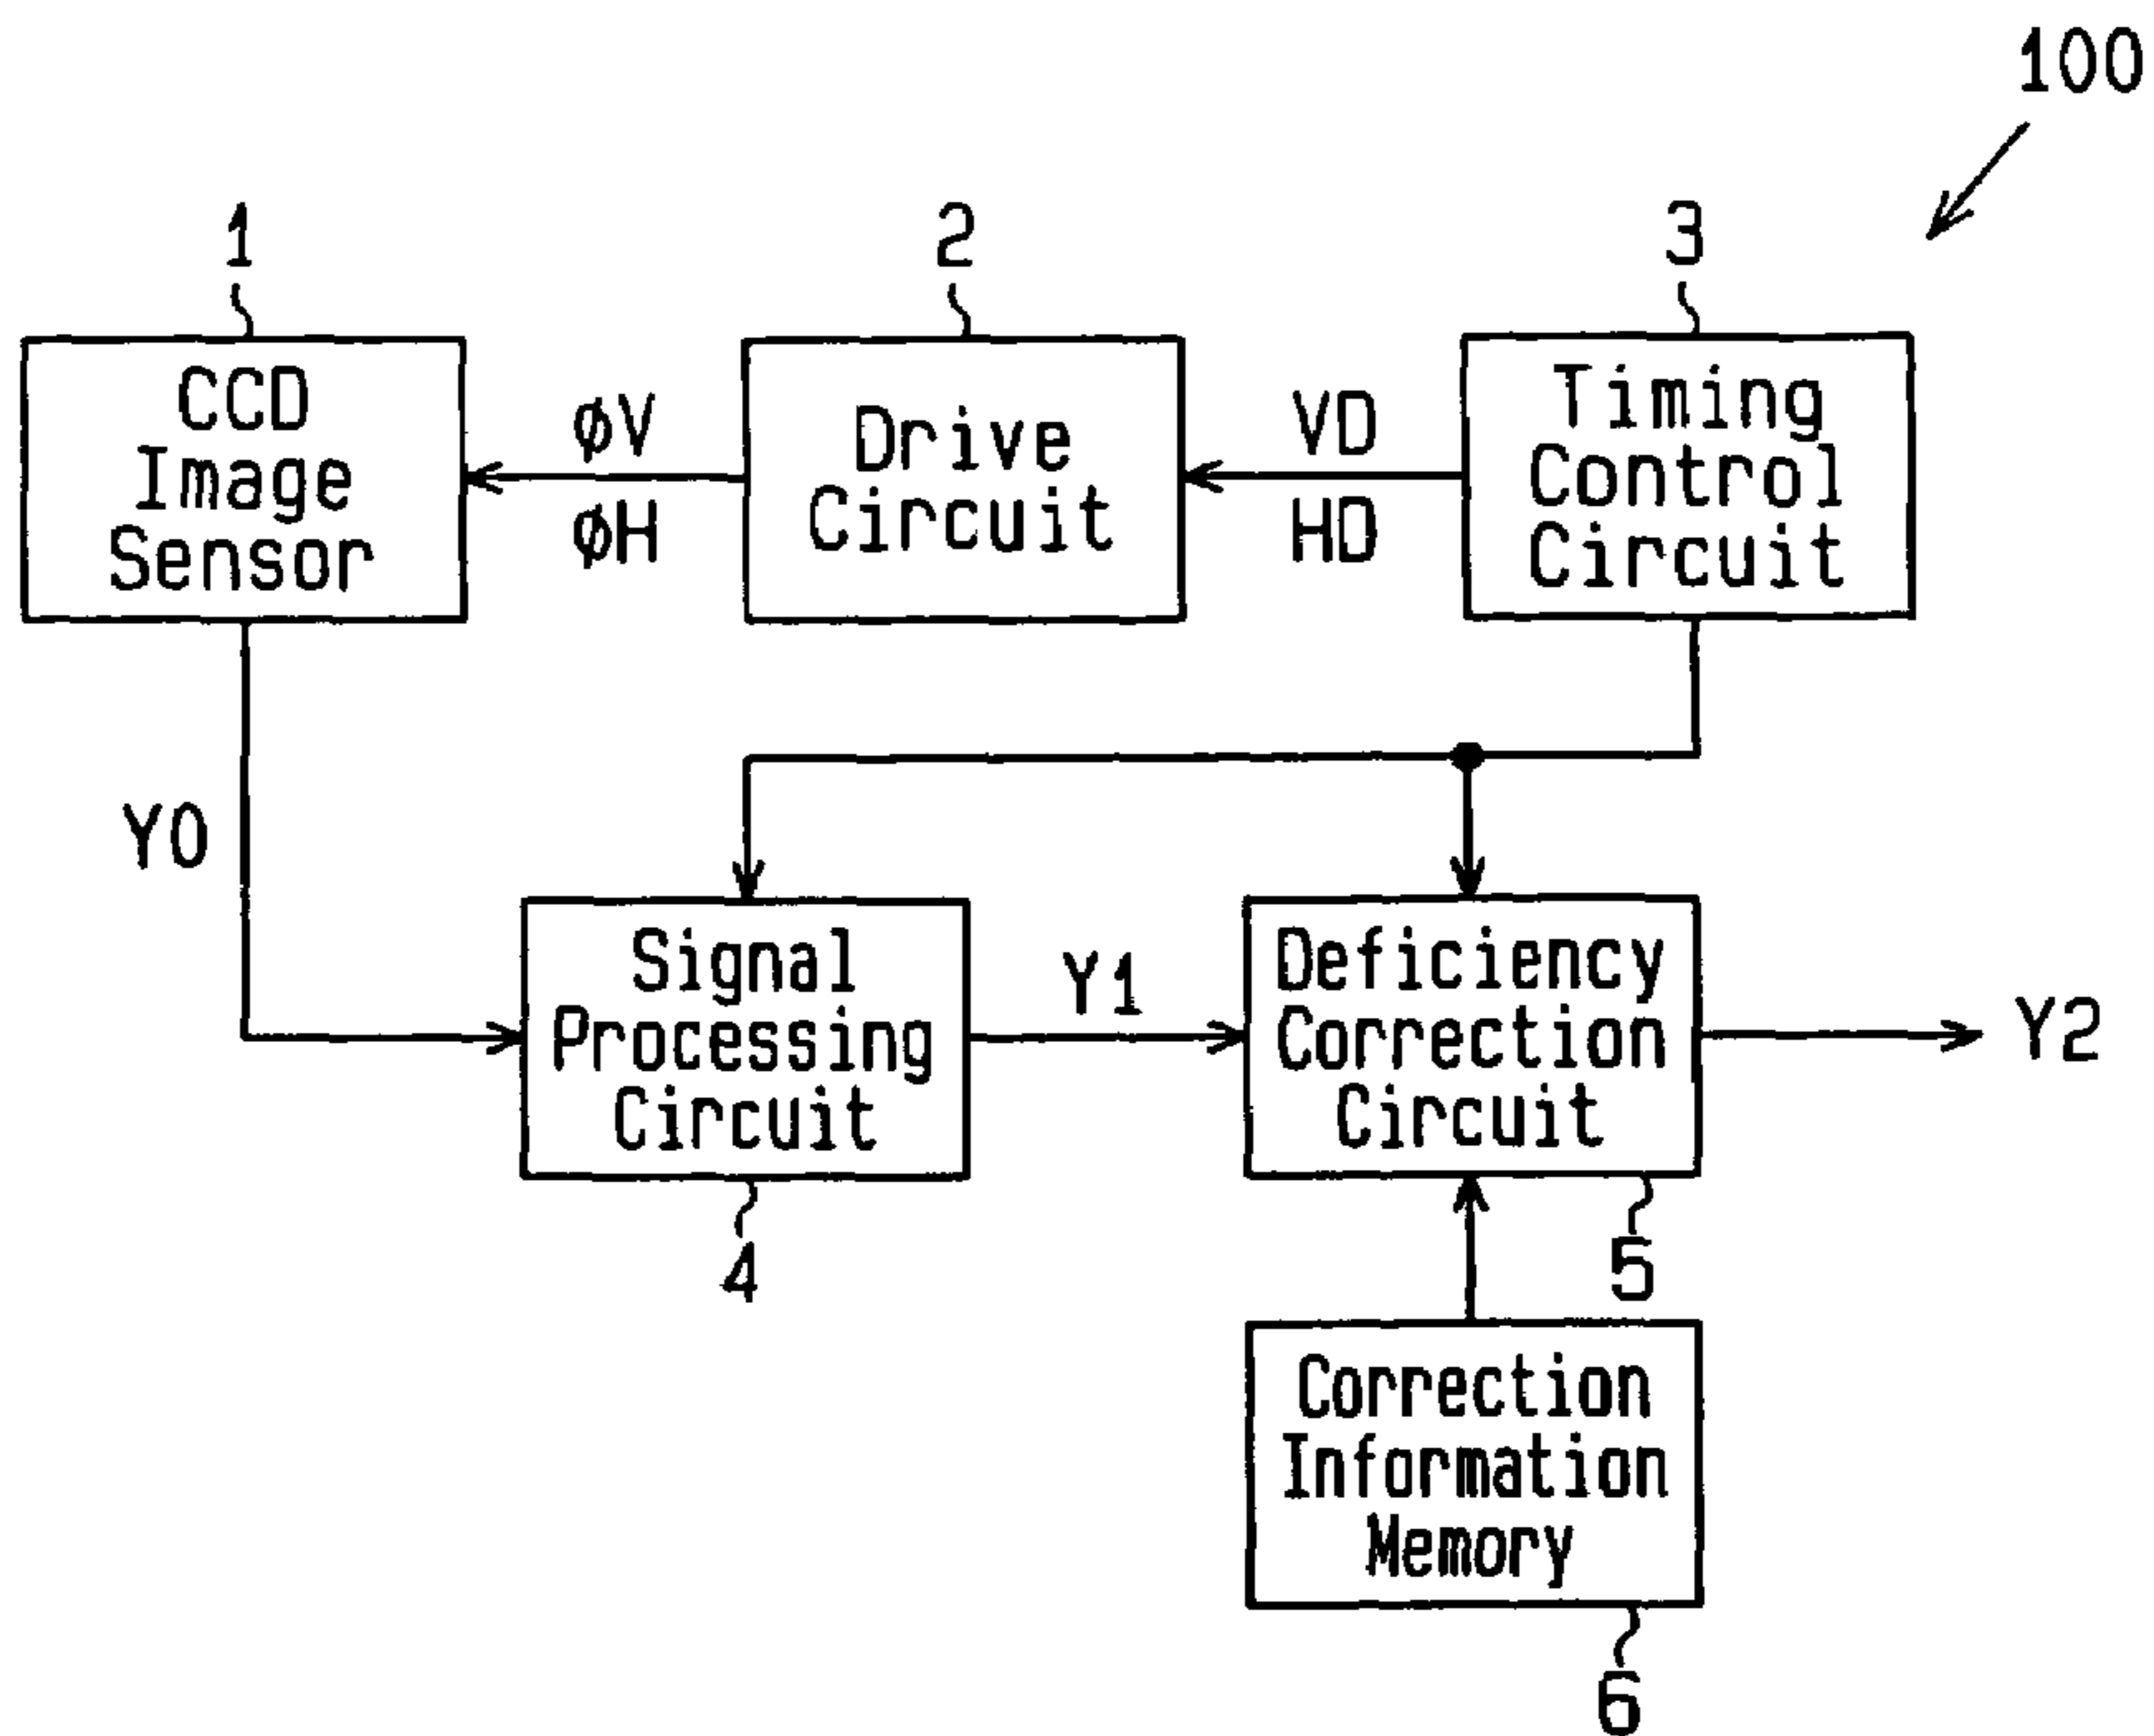 100
1
2
3
CCD
Image
Sensor
φV
φH
Drive
Circuit
VD
HD
Timing
Control
Circuit
Y0
Signal
Processing
Circuit
Y1
Deficiency
Correction
Circuit
Y2
4
5
Correction
Information
Memory
6